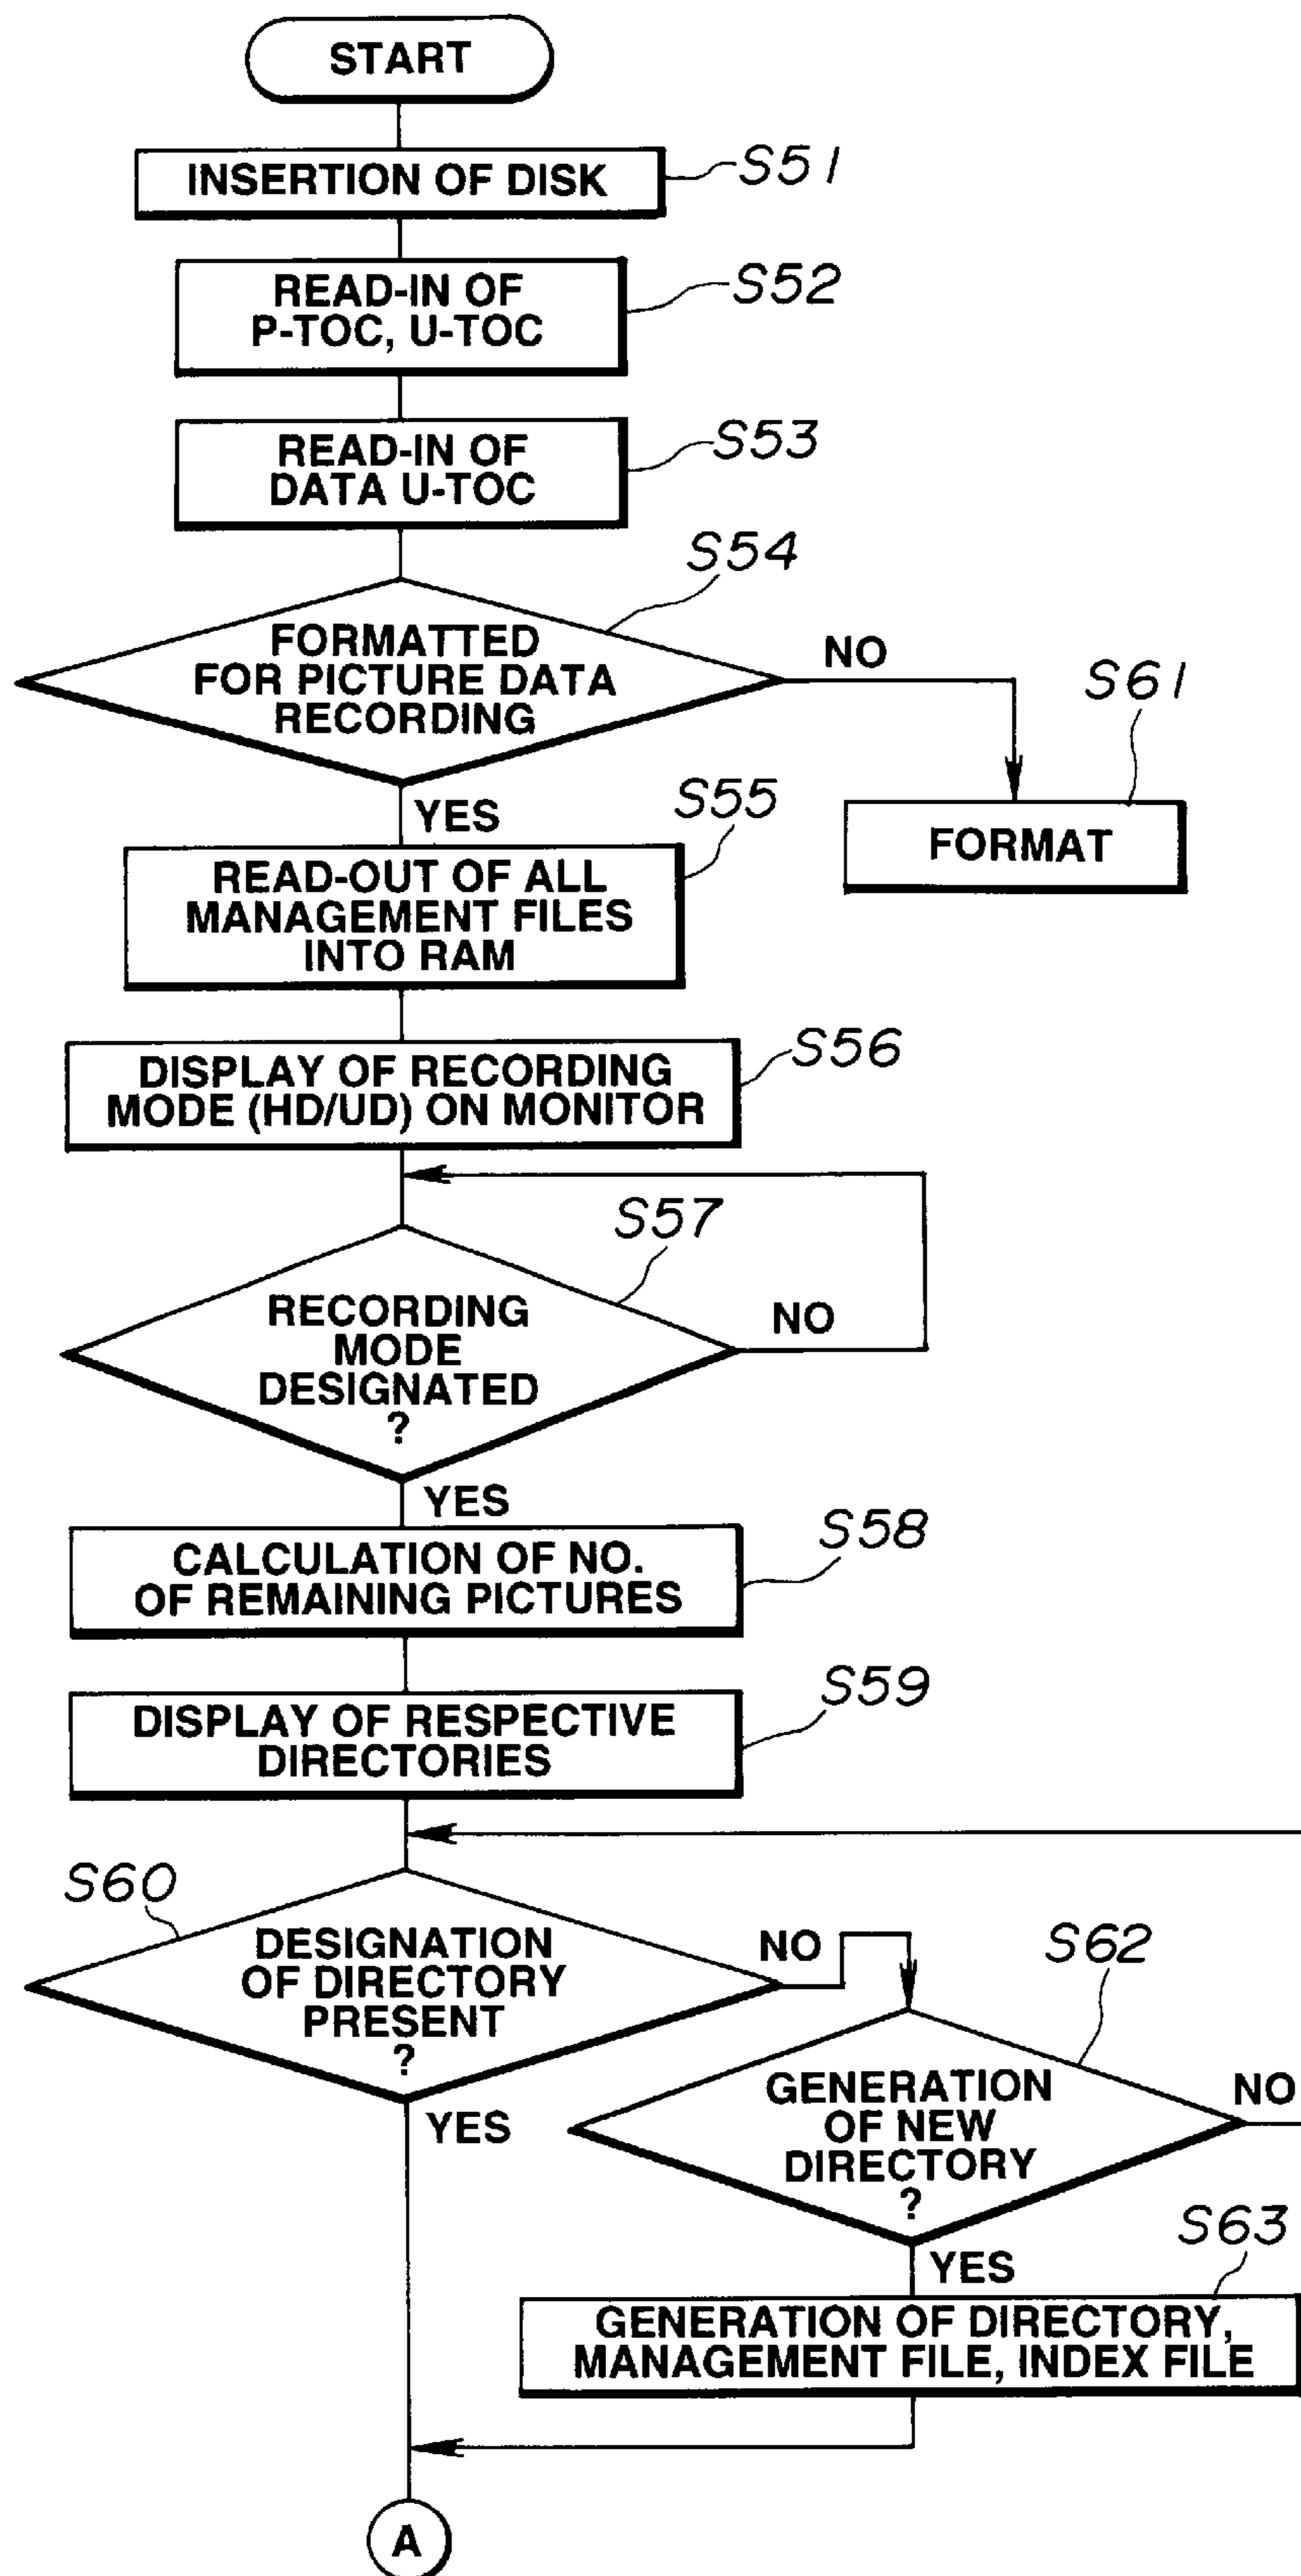 START
INSERTION OF DISK
S51
READ-IN OF
P-TOC, U-TOC
S52
READ-IN OF
DATA U-TOC
S53
S54
FORMATTED
FOR PICTURE DATA
RECORDING
NO
S61
FORMAT
YES
S55
READ-OUT OF ALL
MANAGEMENT FILES
INTO RAM
S56
DISPLAY OF RECORDING
MODE (HD/UD) ON MONITOR
S57
RECORDING
MODE
DESIGNATED
?
NO
YES
S58
CALCULATION OF NO.
OF REMAINING PICTURES
S59
DISPLAY OF RESPECTIVE
DIRECTORIES
S60
DESIGNATION
OF DIRECTORY
PRESENT
?
NO
YES
S62
GENERATION
OF NEW
DIRECTORY
?
NO
YES
S63
GENERATION OF DIRECTORY,
MANAGEMENT FILE, INDEX FILE
A